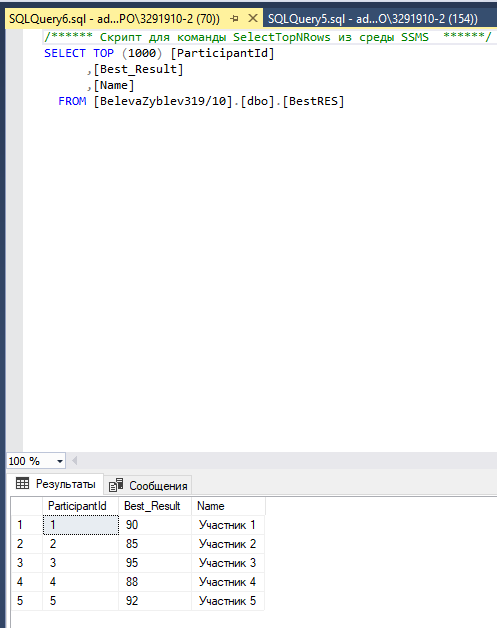 SQLQuery6.sql - ad...PO\3291910-2 (70)) SQLQuery5.sql - ad...O\3291910-2 (154))
/****** Скрипт для команды SelectTopNRows из среды SSMS ******/
SELECT TOP (1000) [ParticipantId]
,[Best_Result]
,[Name]
FROM [BelevaZyblev319/10].[dbo].[BestRES]
100 %
Результаты Сообщения
ParticipantId Best_Result Name
1 1 90 Участник 1
2 2 85 Участник 2
3 3 95 Участник 3
4 4 88 Участник 4
5 5 92 Участник 5